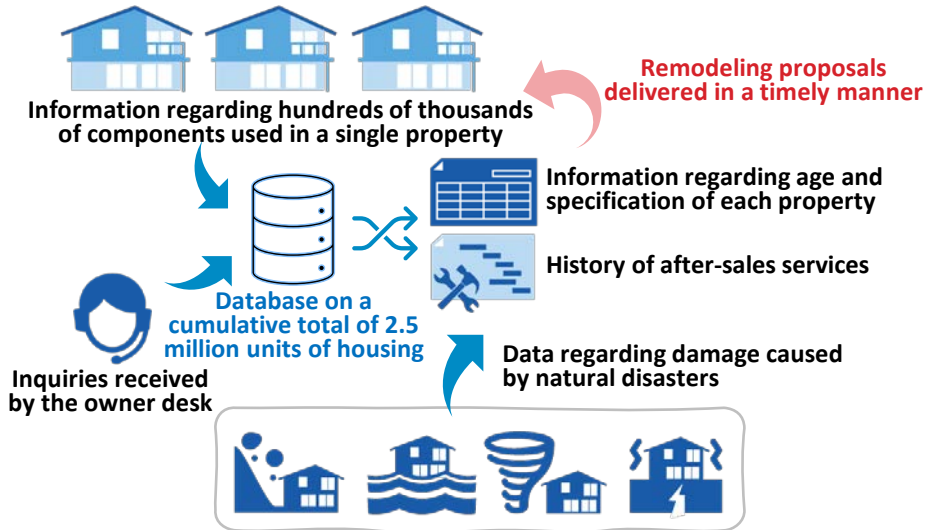 Information regarding hundreds of thousands
of components used in a single property
Remodeling proposals
delivered in a timely manner
Information regarding age and
specification of each property
History of after-sales services
Database on a
cumulative total of 2.5
million units of housing
Inquiries received
by the owner desk
Data regarding damage caused
by natural disasters